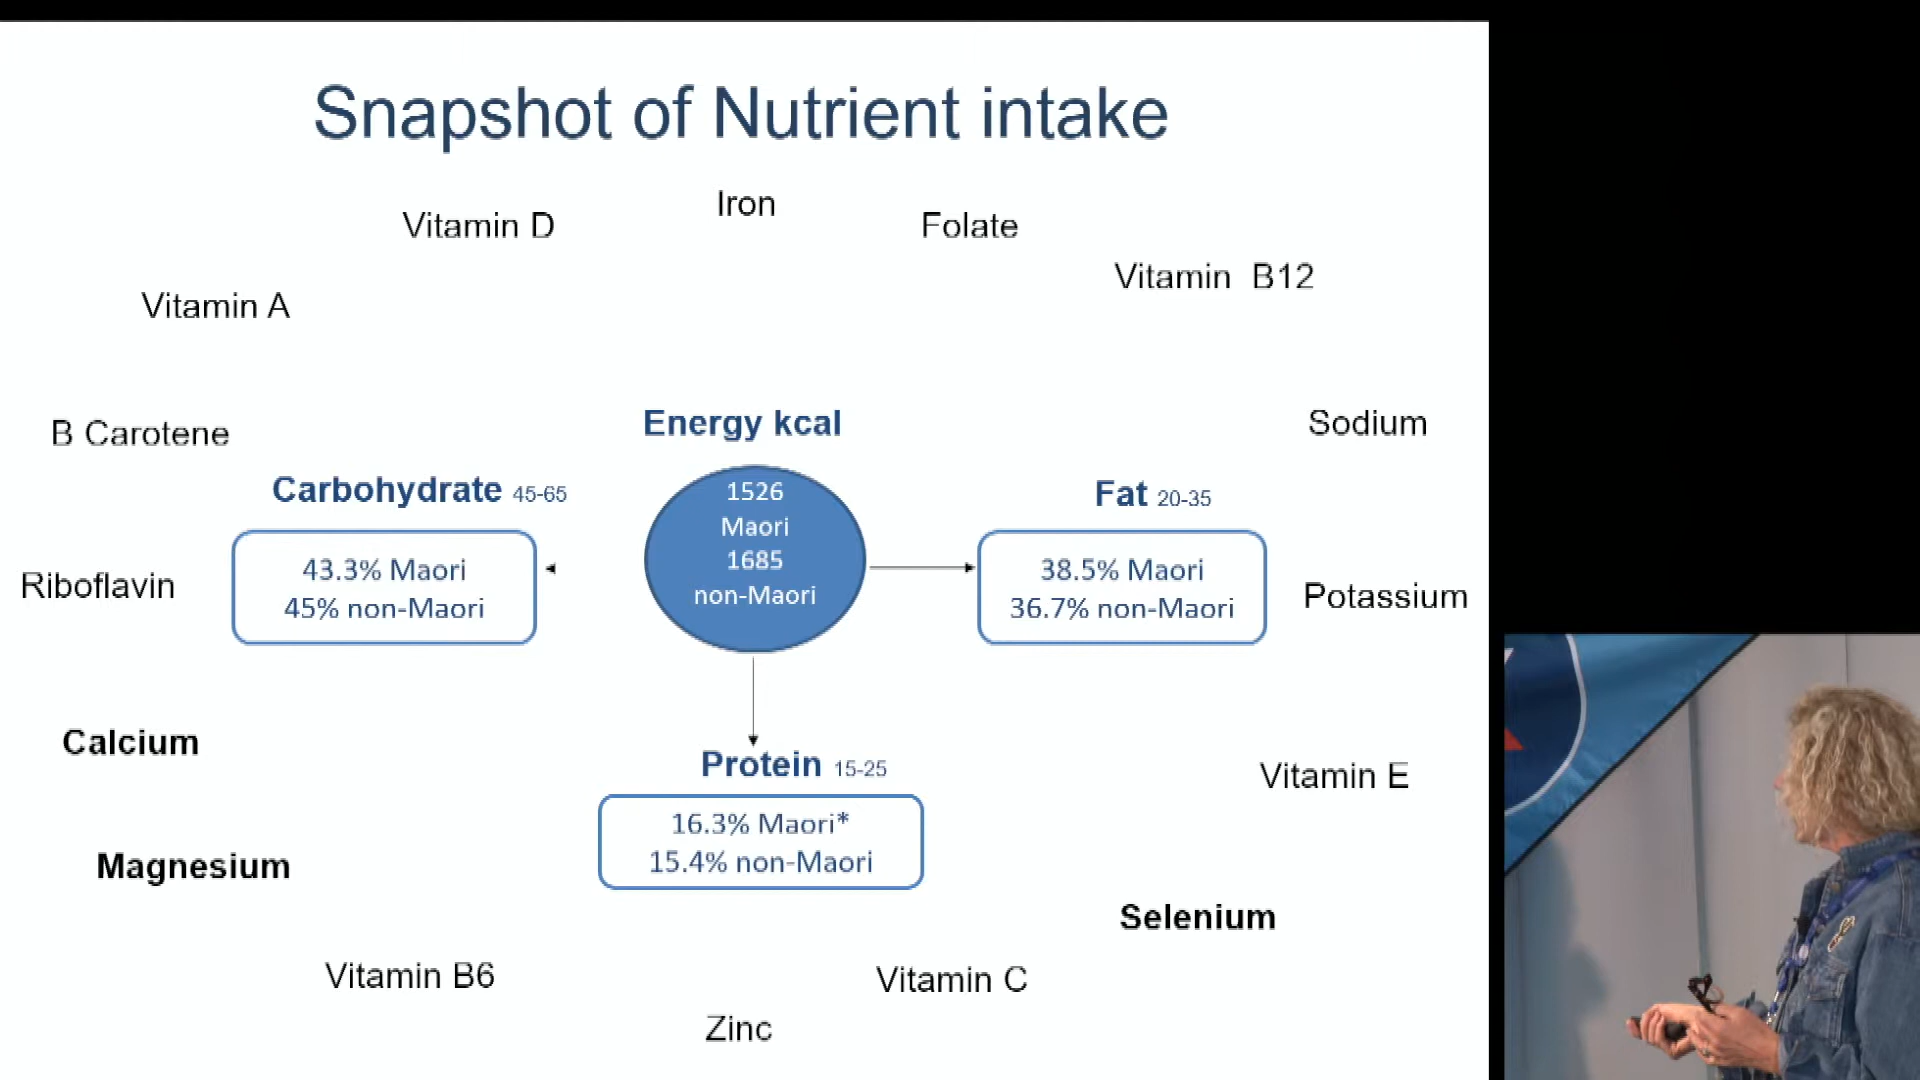 Snapshot of Nutrient intake
Iron
Vitamin D
Folate
Vitamin B12
Vitamin A
Energy kcal
Sodium
B Carotene
Carbohydrate 45-65
1526
Maori
1685
non-Maori
Fat 20-35
43.3% Maori
45% non-Maori
38.5% Maori
36.7% non-Maori
Riboflavin
Potassium
Calcium
Protein 15-25
16.3% Maori*
15.4% non-Maori
Vitamin E
Magnesium
Selenium
Vitamin B6
Vitamin C
Zinc